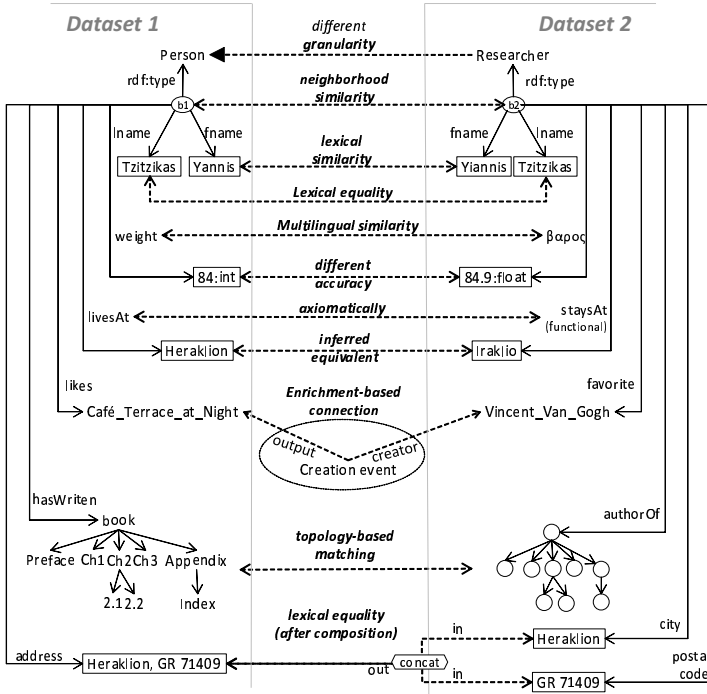 Dataset 1
Dataset 2
different
granularity
Person
Researcher
rdf:type
neighborhood
similarity
rdf:type
b1
b2
lname
fname
lexical
similarity
fname
lname
Tzitzikas
Yannis
Yiannis
Tzitzikas
Lexical equality
weight
Multilingual similarity
βαρος
different
accuracy
84:int
84.9:float
livesAt
axiomatically
staysAt
(functional)
inferred
equivalent
Heraklion
Iraklio
likes
Enrichment-based
connection
favorite
Café_Terrace_at_Night
Vincent_Van_Gogh
output
creator
Creation event
hasWriten
book
authorOf
Preface Ch1 Ch2 Ch3 Appendix
topology-based
matching
2.1 2.2
Index
lexical equality
(after composition)
in
Heraklion
city
address
Heraklion, GR 71409
out
concat
in
GR 71409
posta
code